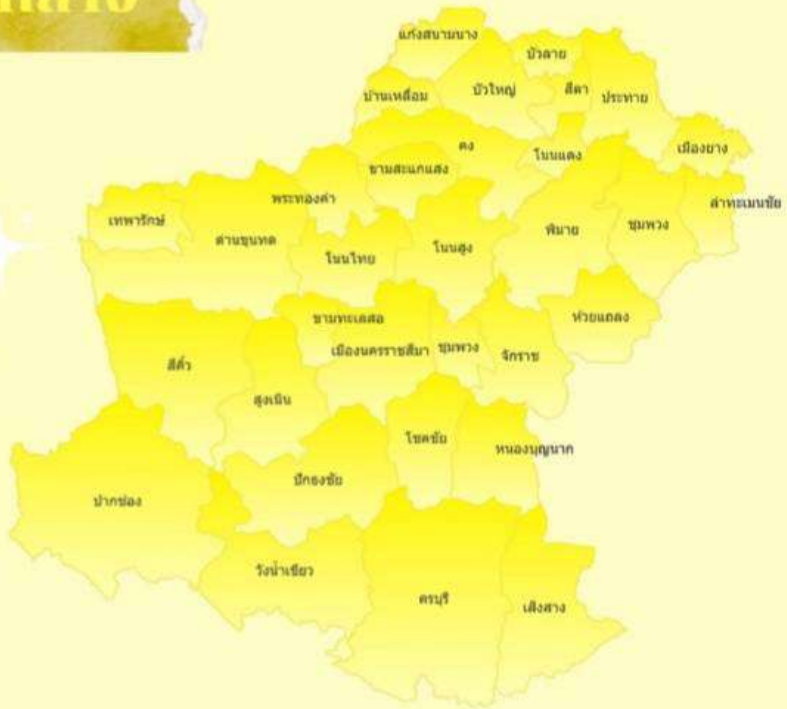 แก้งสนามนาง
บัวลาย
บ้านเหลื่อม
บัวใหญ่
สีดา
ประทาย
คง
โนนแดง
เมืองยาง
ขามสะแกแสง
พระทองคำ
ลำทะเมนชัย
เทพารักษ์
ด่านขุนทด
โนนไทย
โนนสูง
พิมาย
ชุมพวง
ขามทะเลสอ
ห้วยแถลง
เมืองนครราชสีมา
ชุมพวง
จักราช
สีคิ้ว
สูงเนิน
โชคชัย
หนองบุญนาก
ปักธงชัย
ปากช่อง
วังน้ำเขียว
ครบุรี
เสิงสาง